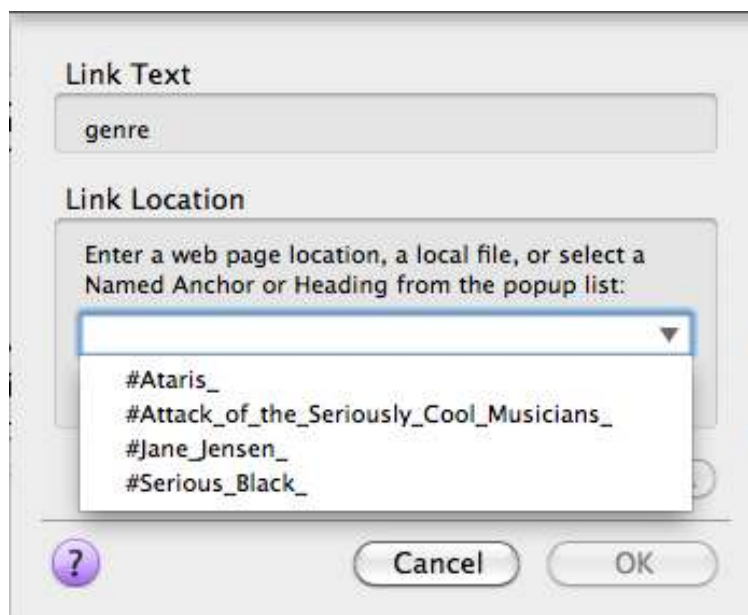 Link Text
genre
Link Location
Enter a web page location, a local file, or select a
Named Anchor or Heading from the popup list:
#Ataris_
#Attack_of_the_Seriously_Cool_Musicians_
#Jane_Jensen_
#Serious_Black_
?
Cancel
OK